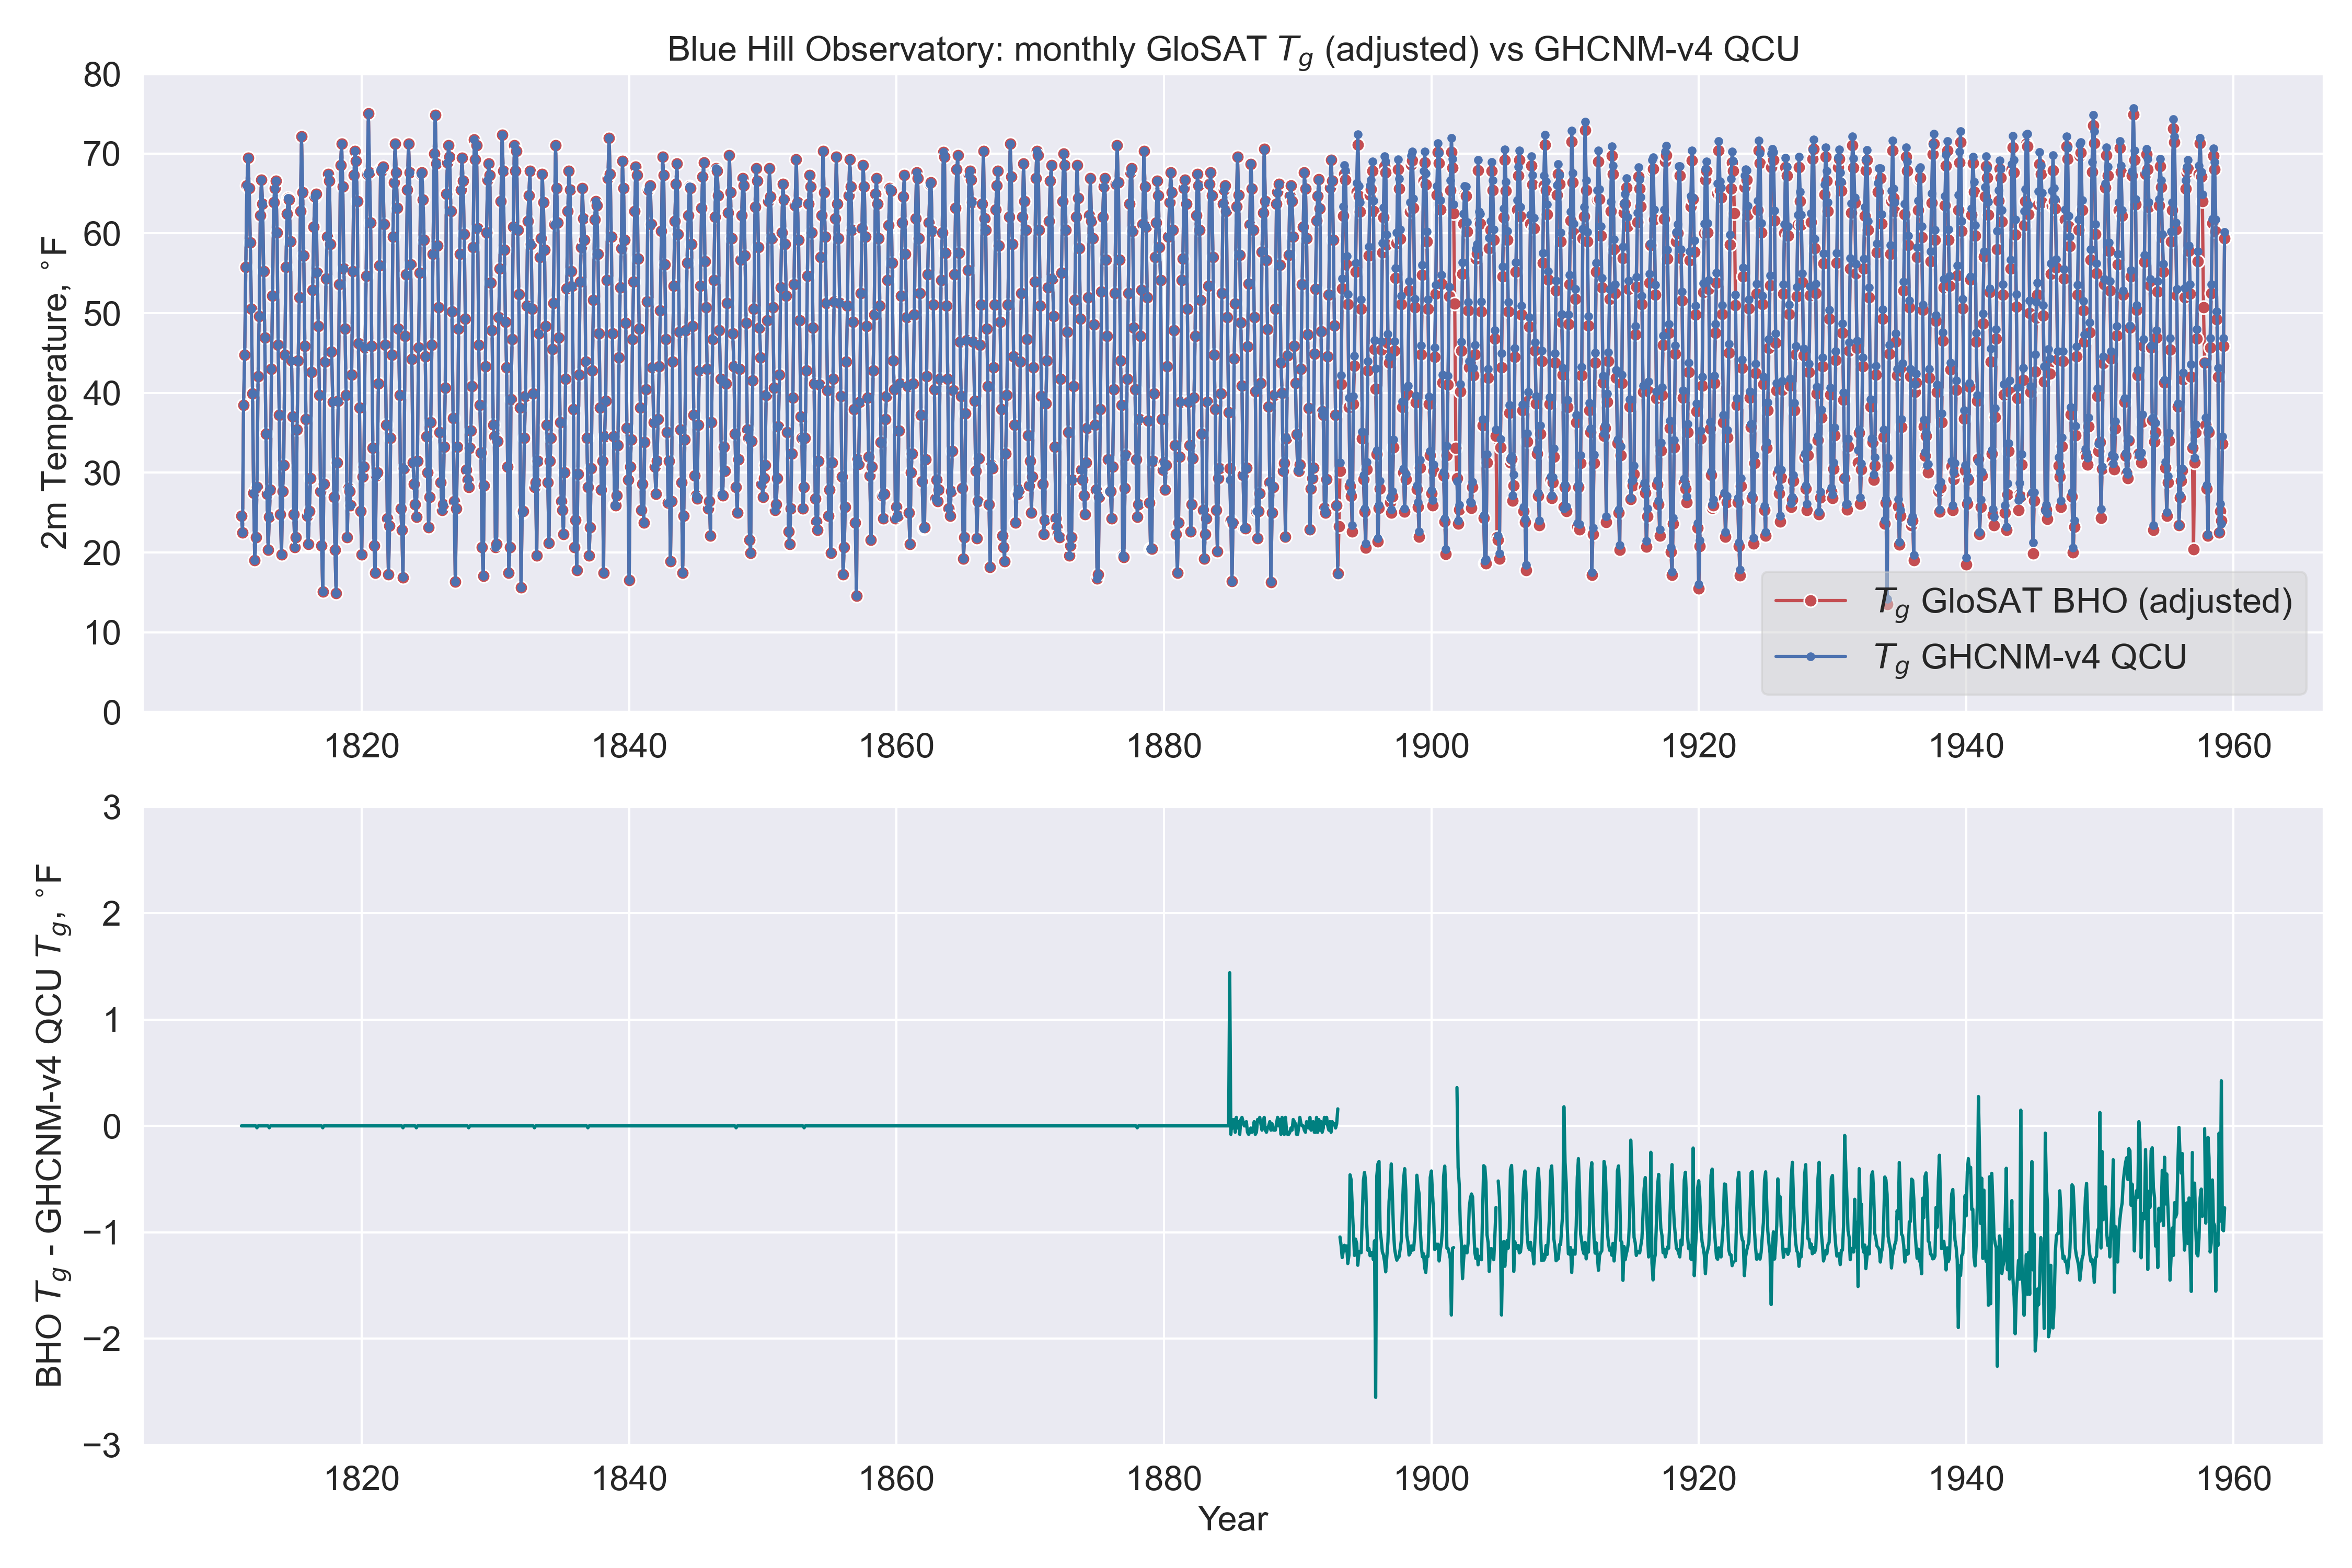 Blue Hill Observatory: monthly GloSAT Tg (adjusted) vs GHCNM-v4 QCU
2m Temperature, °F
80
70
60
50
40
30
20
10
0
Tg GloSAT BHO (adjusted)
Tg GHCNM-v4 QCU
1820 1840 1860 1880 1900 1920 1940 1960
BHO Tg - GHCNM-v4 QCU Tg, °F
3
2
1
0
−1
−2
−3
1820 1840 1860 1880 1900 1920 1940 1960
Year